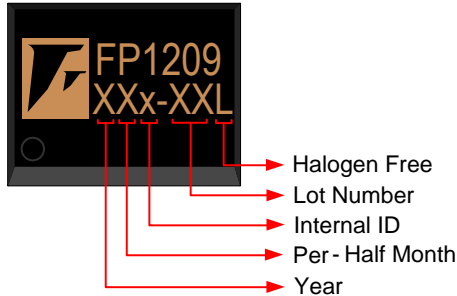 FP1209
XXx-XXL
Halogen Free
Lot Number
Internal ID
Per-Half Month
Year